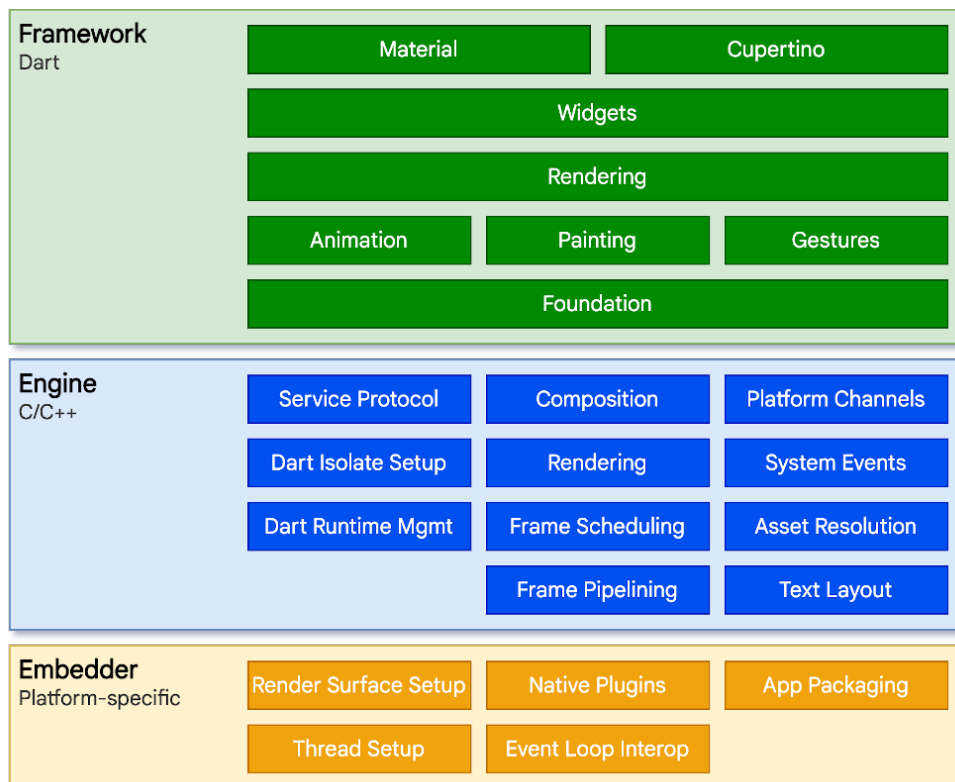 Framework
Dart
Material Cupertino
Widgets
Rendering
Animation Painting Gestures
Foundation
Engine
C/C++
Service Protocol Composition Platform Channels
Dart Isolate Setup Rendering System Events
Dart Runtime Mgmt Frame Scheduling Asset Resolution
Frame Pipelining Text Layout
Embedder
Platform-specific
Render Surface Setup Native Plugins App Packaging
Thread Setup Event Loop Interop